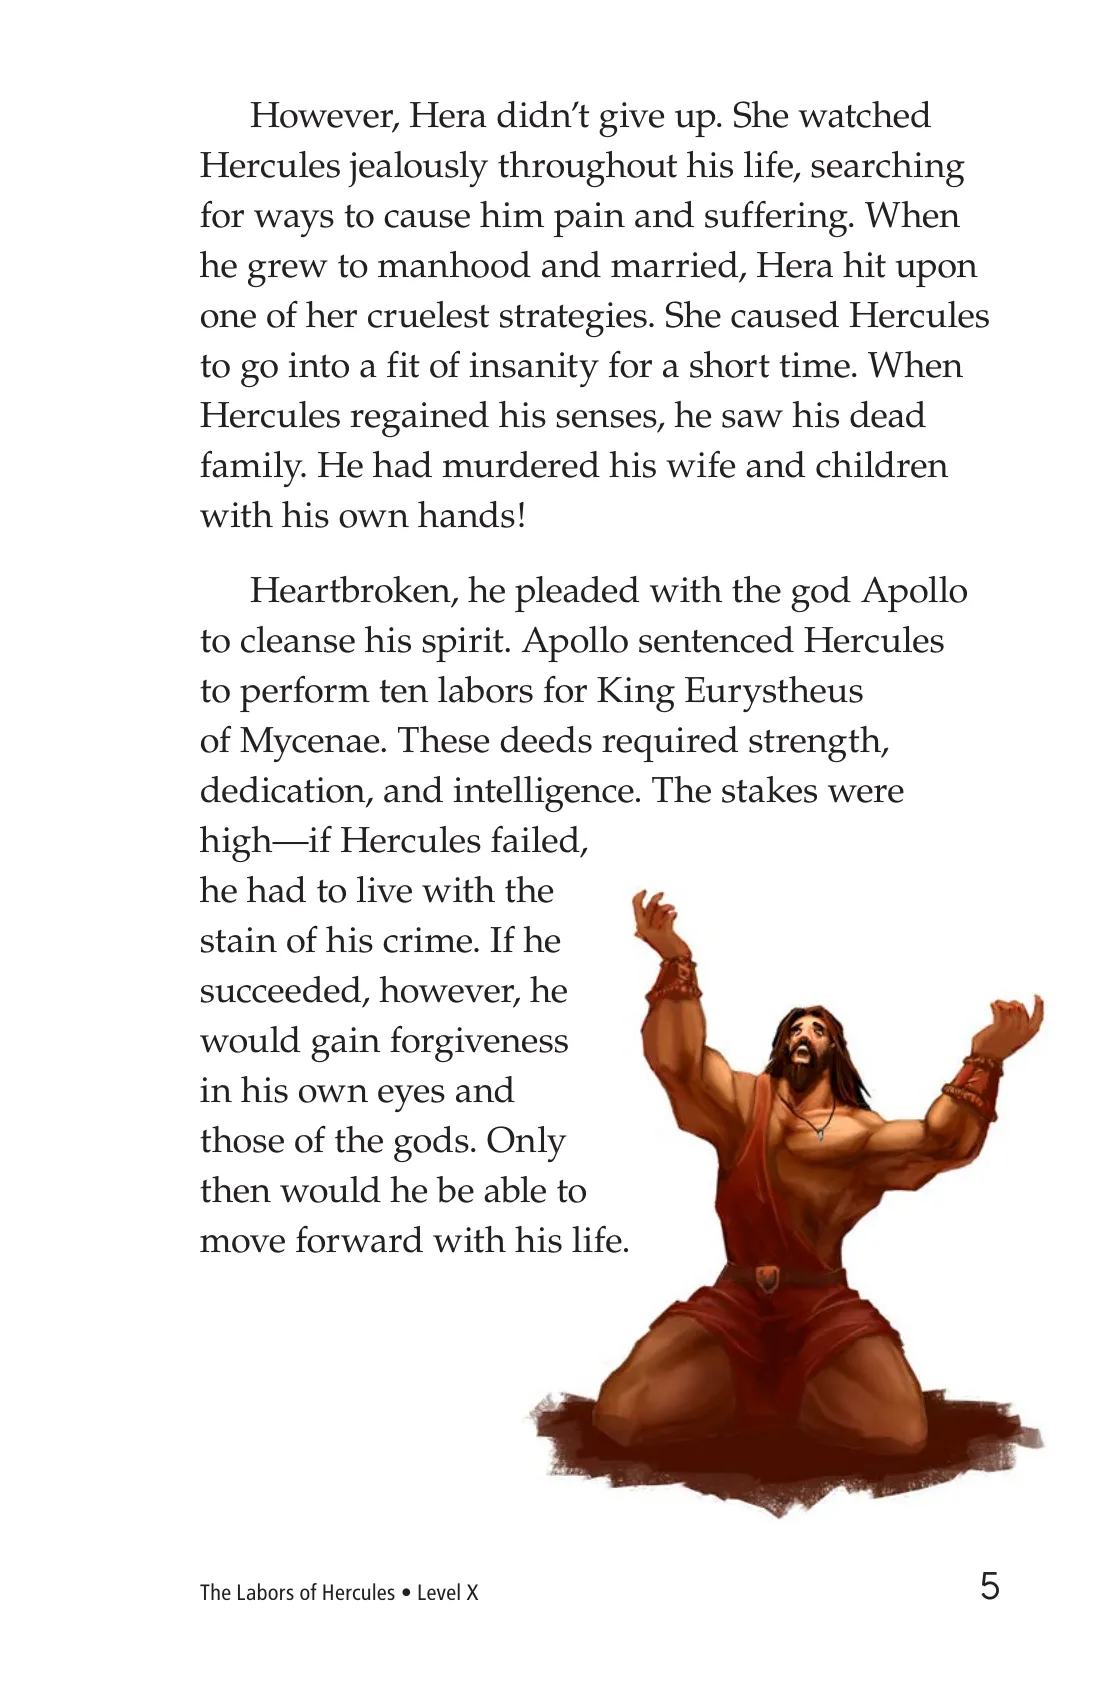 However, Hera didn’t give up. She watched
Hercules jealously throughout his life, searching
for ways to cause him pain and suffering. When
he grew to manhood and married, Hera hit upon
one of her cruelest strategies. She caused Hercules
to go into a fit of insanity for a short time. When
Hercules regained his senses, he saw his dead
family. He had murdered his wife and children
with his own hands!
Heartbroken, he pleaded with the god Apollo
to cleanse his spirit. Apollo sentenced Hercules
to perform ten labors for King Eurystheus
of Mycenae. These deeds required strength,
dedication, and intelligence. The stakes were
high—if Hercules failed,
he had to live with the
stain of his crime. If he
succeeded, however, he
would gain forgiveness
in his own eyes and
those of the gods. Only
then would he be able to
move forward with his life.
The Labors of Hercules • Level X
5